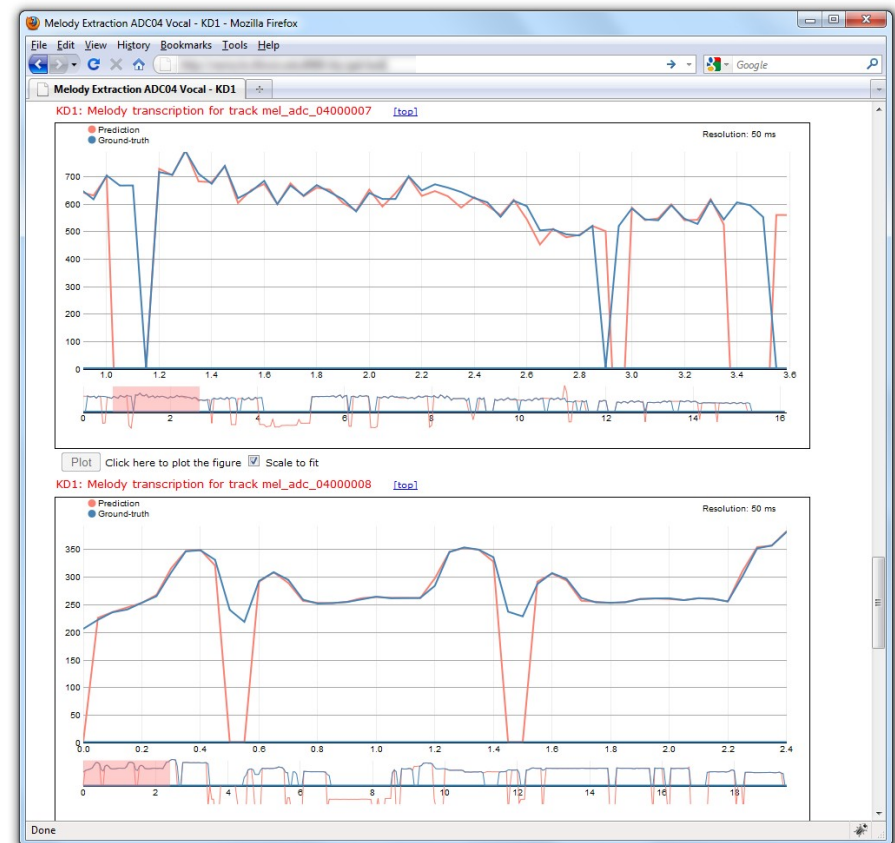 Melody Extraction ADC04 Vocal - KD1 - Mozilla Firefox
File Edit View History Bookmarks Tools Help
Google
Melody Extraction ADC04 Vocal - KD1
KD1: Melody transcription for track mel_adc_04000007 [top]
Prediction
Ground-truth
Resolution: 50 ms
700
600
500
400
300
200
100
0
1.0 1.2 1.4 1.6 1.8 2.0 2.2 2.4 2.6 2.8 3.0 3.2 3.4 3.6
0 2 4 6 8 10 12 14 16
Plot Click here to plot the figure Scale to fit
KD1: Melody transcription for track mel_adc_04000008 [top]
Prediction
Ground-truth
Resolution: 50 ms
350
300
250
200
150
100
50
0
0.0 0.2 0.4 0.6 0.8 1.0 1.2 1.4 1.6 1.8 2.0 2.2 2.4
0 2 4 6 8 10 12 14 16 18
Done